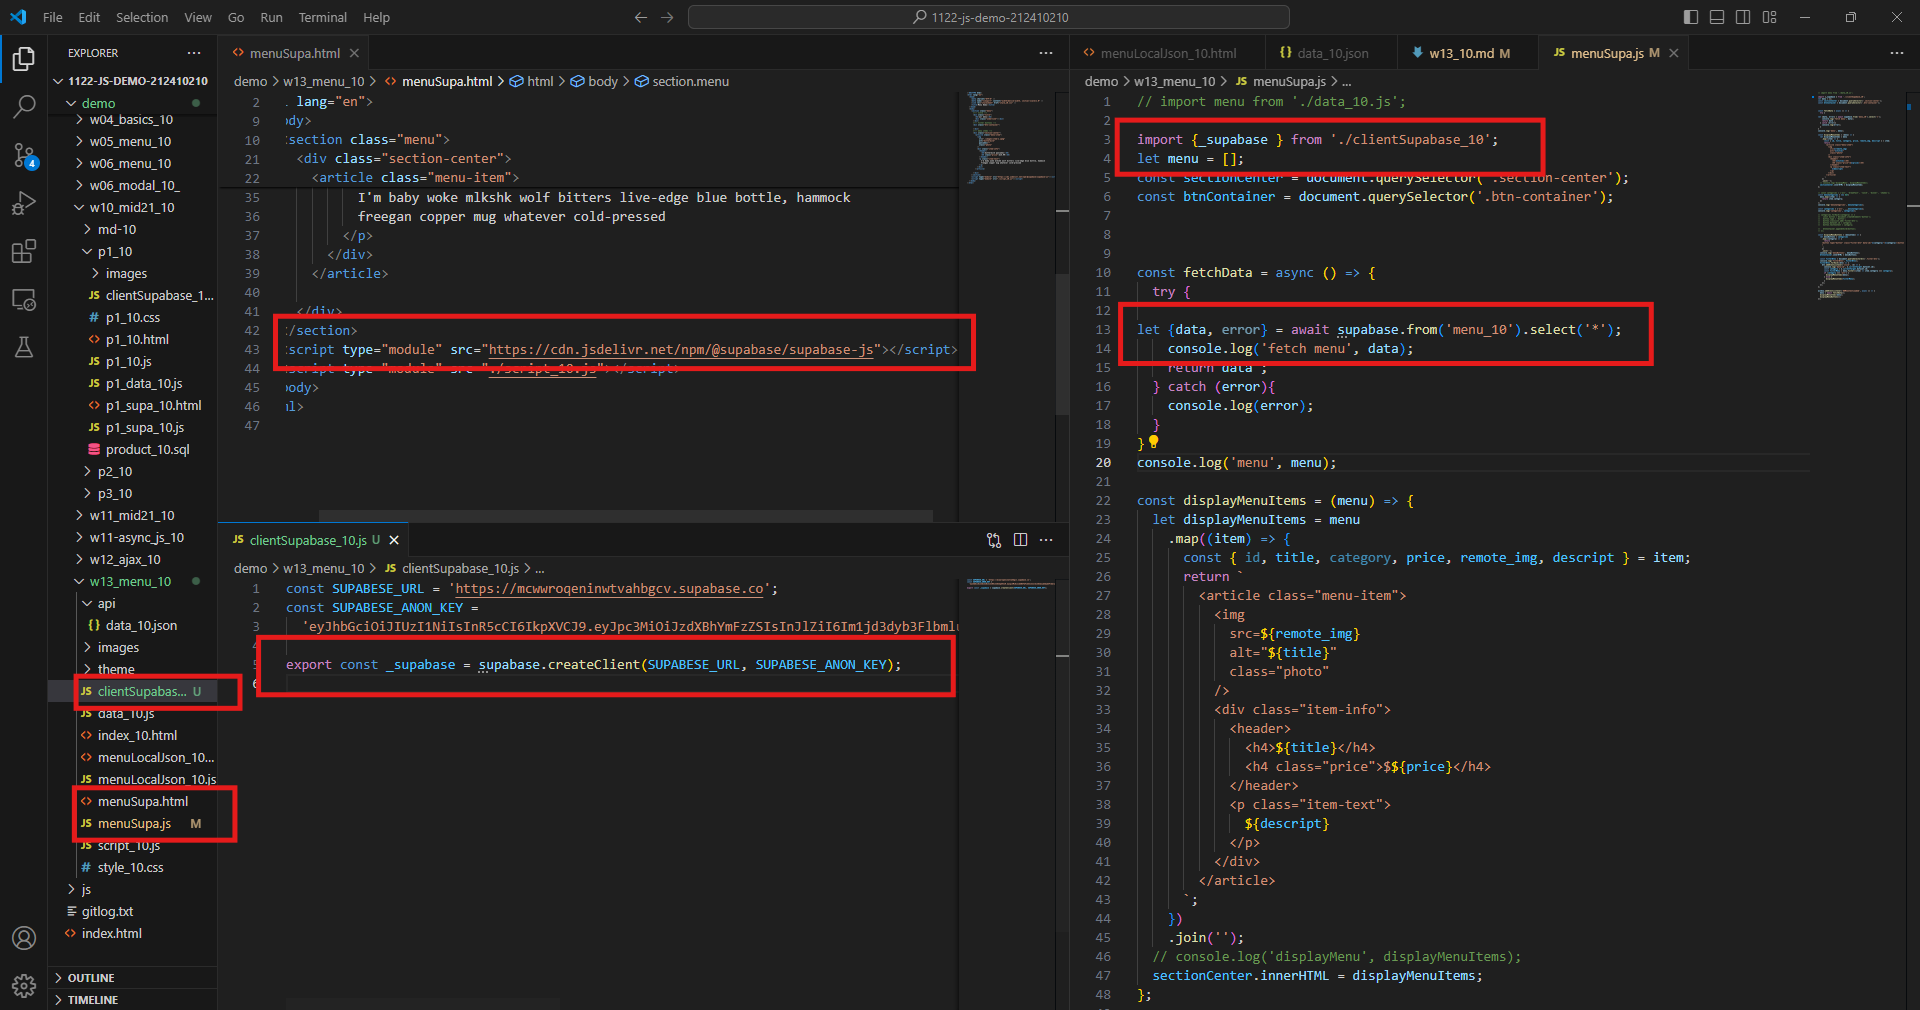 File Edit Selection View Go Run Terminal Help
1122-js-demo-212410210
EXPLORER
1122-JS-DEMO-212410210
demo
w04_basics_10
w05_menu_10
w06_menu_10
w06_modal_10_
w10_mid21_10
md-10
p1_10
images
JS clientSupabase_1...
# p1_10.css
<> p1_10.html
JS p1_10.js
JS p1_data_10.js
<> p1_supa_10.html
JS p1_supa_10.js
product_10.sql
p2_10
p3_10
w11_mid21_10
w11-async_js_10
w12_ajax_10
w13_menu_10
api
{} data_10.json
images
theme
JS clientSupabas... U
JS data_10.js
<> index_10.html
<> menuLocalJson_10...
JS menuLocalJson_10.js
<> menuSupa.html
JS menuSupa.js M
JS script_10.js
# style_10.css
js
gitlog.txt
<> index.html
OUTLINE
TIMELINE
4
<> menuSupa.html
demo > w13_menu_10 > <> menuSupa.html > html > body > section.menu
2 lang="en">
9 ody>
10 section class="menu">
21 <div class="section-center">
22 <article class="menu-item">
35 I'm baby woke mlkshk wolf bitters live-edge blue bottle, hammock
36 freegan copper mug whatever cold-pressed
37 </p>
38 </div>
39 </article>
40
41 </div>
42 /section>
43 script type="module" src="https://cdn.jsdelivr.net/npm/@supabase/supabase-js"></script>
44 script type="module" src="./script_10.js"></script>
45 ody>
46 l>
47
JS clientSupabase_10.js U
demo > w13_menu_10 > JS clientSupabase_10.js > ...
1 const SUPABESE_URL = 'https://mcwwroqeninwtvahbgcv.supabase.co';
2 const SUPABESE_ANON_KEY =
3
5 export const _supabase = supabase.createClient(SUPABESE_URL, SUPABESE_ANON_KEY);
6
<> menuLocalJson_10.html {} data_10.json w13_10.md M JS menuSupa.js M
demo > w13_menu_10 > JS menuSupa.js > ...
1 // import menu from './data_10.js';
2
3 import {_supabase } from './clientSupabase_10';
4 let menu = [];
5 const sectionCenter = document.querySelector('.section-center');
6 const btnContainer = document.querySelector('.btn-container');
7
8
9
10 const fetchData = async () => {
11 try {
12
13 let {data, error} = await supabase.from('menu_10').select('*');
14 console.log('fetch menu', data);
15 return data ;
16 } catch (error){
17 console.log(error);
18 }
19 }
20 console.log('menu', menu);
21
22 const displayMenuItems = (menu) => {
23 let displayMenuItems = menu
24 .map((item) => {
25 const { id, title, category, price, remote_img, descript } = item;
26 return `
27 <article class="menu-item">
28 <img
29 src=${remote_img}
30 alt="${title}"
31 class="photo"
32 />
33 <div class="item-info">
34 <header>
35 <h4>${title}</h4>
36 <h4 class="price">$${price}</h4>
37 </header>
38 <p class="item-text">
39 ${descript}
40 </p>
41 </div>
42 </article>
43 `;
44 })
45 .join('');
46 // console.log('displayMenu', displayMenuItems);
47 sectionCenter.innerHTML = displayMenuItems;
48 };